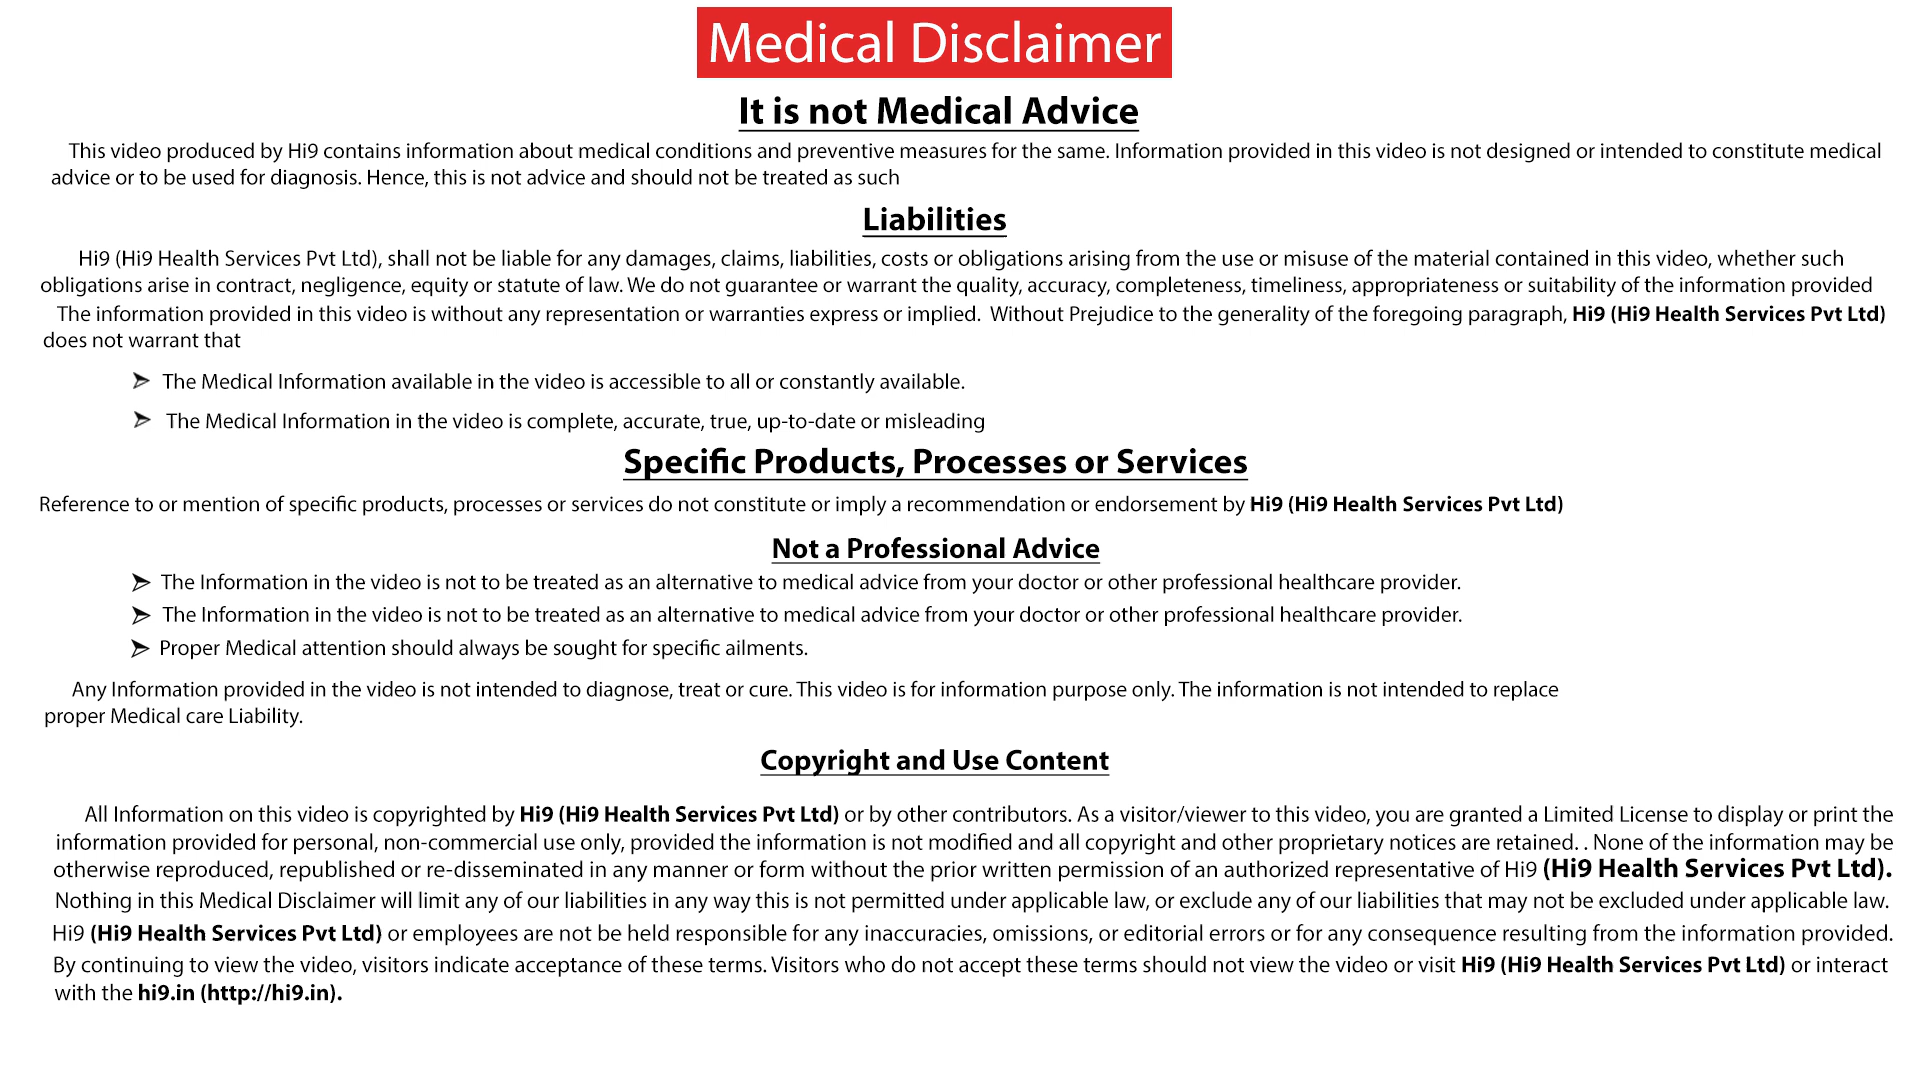 Medical Disclaimer
It is not Medical Advice
This video produced by Hi9 contains information about medical conditions and preventive measures for the same. Information provided in this video is not designed or intended to constitute medical
advice or to be used for diagnosis. Hence, this is not advice and should not be treated as such
Liabilities
Hi9 (Hi9 Health Services Pvt Ltd), shall not be liable for any damages, claims, liabilities, costs or obligations arising from the use or misuse of the material contained in this video, whether such
obligations arise in contract, negligence, equity or statute of law. We do not guarantee or warrant the quality, accuracy, completeness, timeliness, appropriateness or suitability of the information provided
The information provided in this video is without any representation or warranties express or implied. Without Prejudice to the generality of the foregoing paragraph, Hi9 (Hi9 Health Services Pvt Ltd)
does not warrant that
➢ The Medical Information available in the video is accessible to all or constantly available.
➢ The Medical Information in the video is complete, accurate, true, up-to-date or misleading
Specific Products, Processes or Services
Reference to or mention of specific products, processes or services do not constitute or imply a recommendation or endorsement by Hi9 (Hi9 Health Services Pvt Ltd)
Not a Professional Advice
➢ The Information in the video is not to be treated as an alternative to medical advice from your doctor or other professional healthcare provider.
➢ The Information in the video is not to be treated as an alternative to medical advice from your doctor or other professional healthcare provider.
➢ Proper Medical attention should always be sought for specific ailments.
Any Information provided in the video is not intended to diagnose, treat or cure. This video is for information purpose only. The information is not intended to replace
proper Medical care Liability.
Copyright and Use Content
All Information on this video is copyrighted by Hi9 (Hi9 Health Services Pvt Ltd) or by other contributors. As a visitor/viewer to this video, you are granted a Limited License to display or print the
information provided for personal, non-commercial use only, provided the information is not modified and all copyright and other proprietary notices are retained. . None of the information may be
otherwise reproduced, republished or re-disseminated in any manner or form without the prior written permission of an authorized representative of Hi9 (Hi9 Health Services Pvt Ltd).
Nothing in this Medical Disclaimer will limit any of our liabilities in any way this is not permitted under applicable law, or exclude any of our liabilities that may not be excluded under applicable law.
Hi9 (Hi9 Health Services Pvt Ltd) or employees are not be held responsible for any inaccuracies, omissions, or editorial errors or for any consequence resulting from the information provided.
By continuing to view the video, visitors indicate acceptance of these terms. Visitors who do not accept these terms should not view the video or visit Hi9 (Hi9 Health Services Pvt Ltd) or interact
with the hi9.in (http://hi9.in).